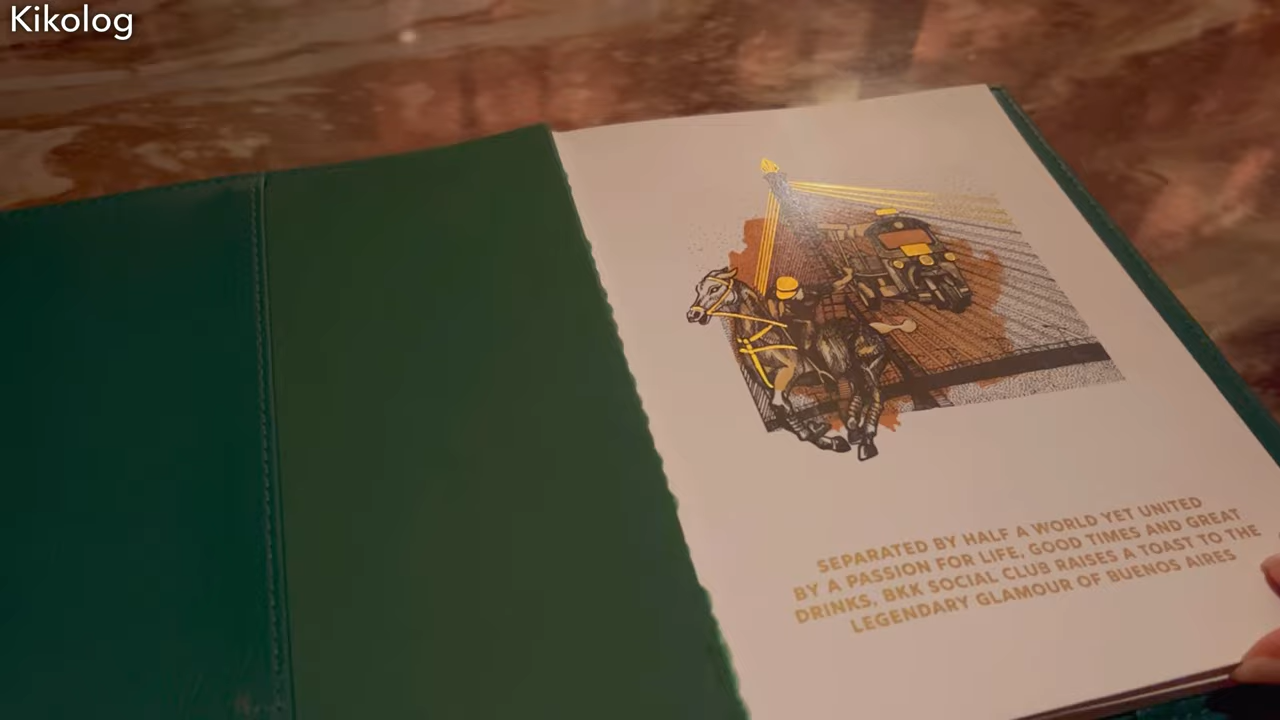 Kikolog
SEPARATED BY HALF A WORLD YET UNITED
BY A PASSION FOR LIFE, GOOD TIMES AND GREAT
DRINKS, BKK SOCIAL CLUB RAISES A TOAST TO THE
LEGENDARY GLAMOUR OF BUENOS AIRES